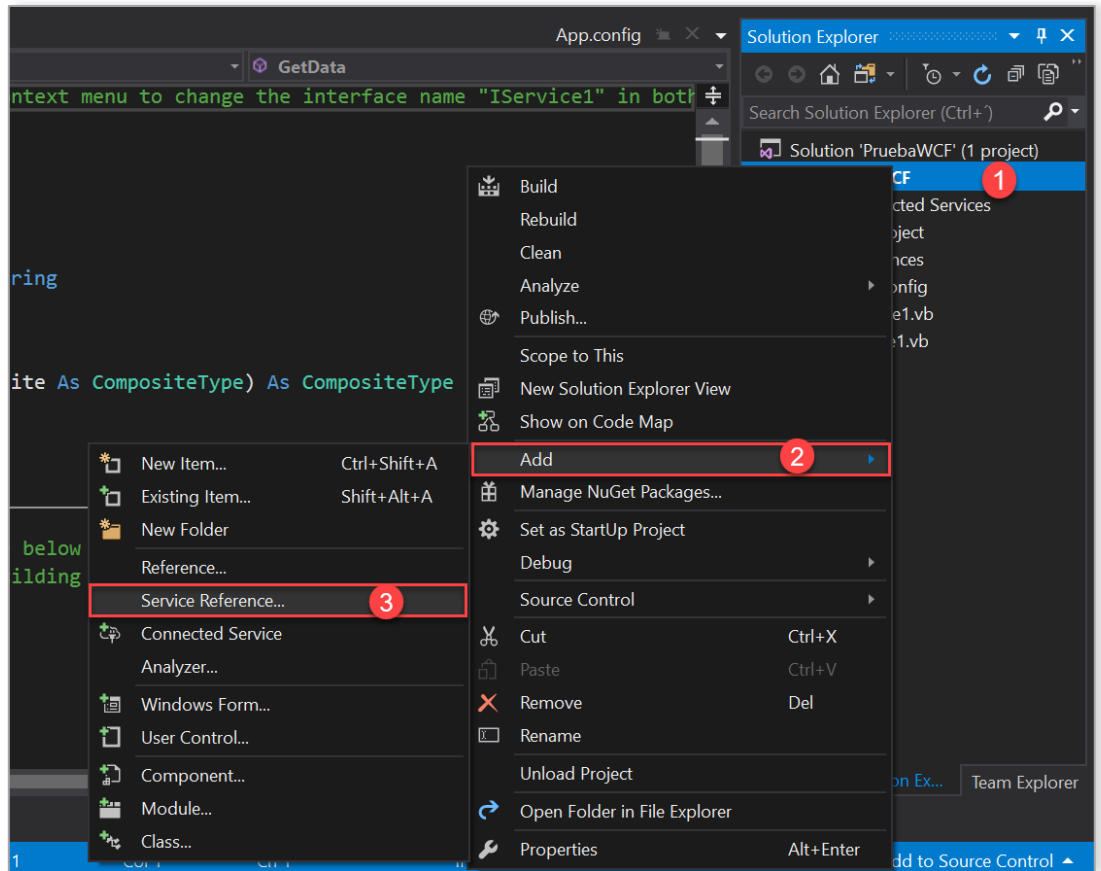 App.config
Solution Explorer
GetData
ntext menu to change the interface name "IService1" in both
Search Solution Explorer (Ctrl+´)
Solution 'PruebaWCF' (1 project)
CF
1
cted Services
oject
nces
onfig
e1.vb
e1.vb
ring
ite As CompositeType) As CompositeType
below
ilding
Build
Rebuild
Clean
Analyze
Publish...
Scope to This
New Solution Explorer View
Show on Code Map
Add
2
Manage NuGet Packages...
Set as StartUp Project
Debug
Source Control
Cut Ctrl+X
Paste Ctrl+V
Remove Del
Rename
Unload Project
Open Folder in File Explorer
Properties Alt+Enter
New Item... Ctrl+Shift+A
Existing Item... Shift+Alt+A
New Folder
Reference...
Service Reference...
3
Connected Service
Analyzer...
Windows Form...
User Control...
Component...
Module...
Class...
on Ex...
Team Explorer
1
dd to Source Control